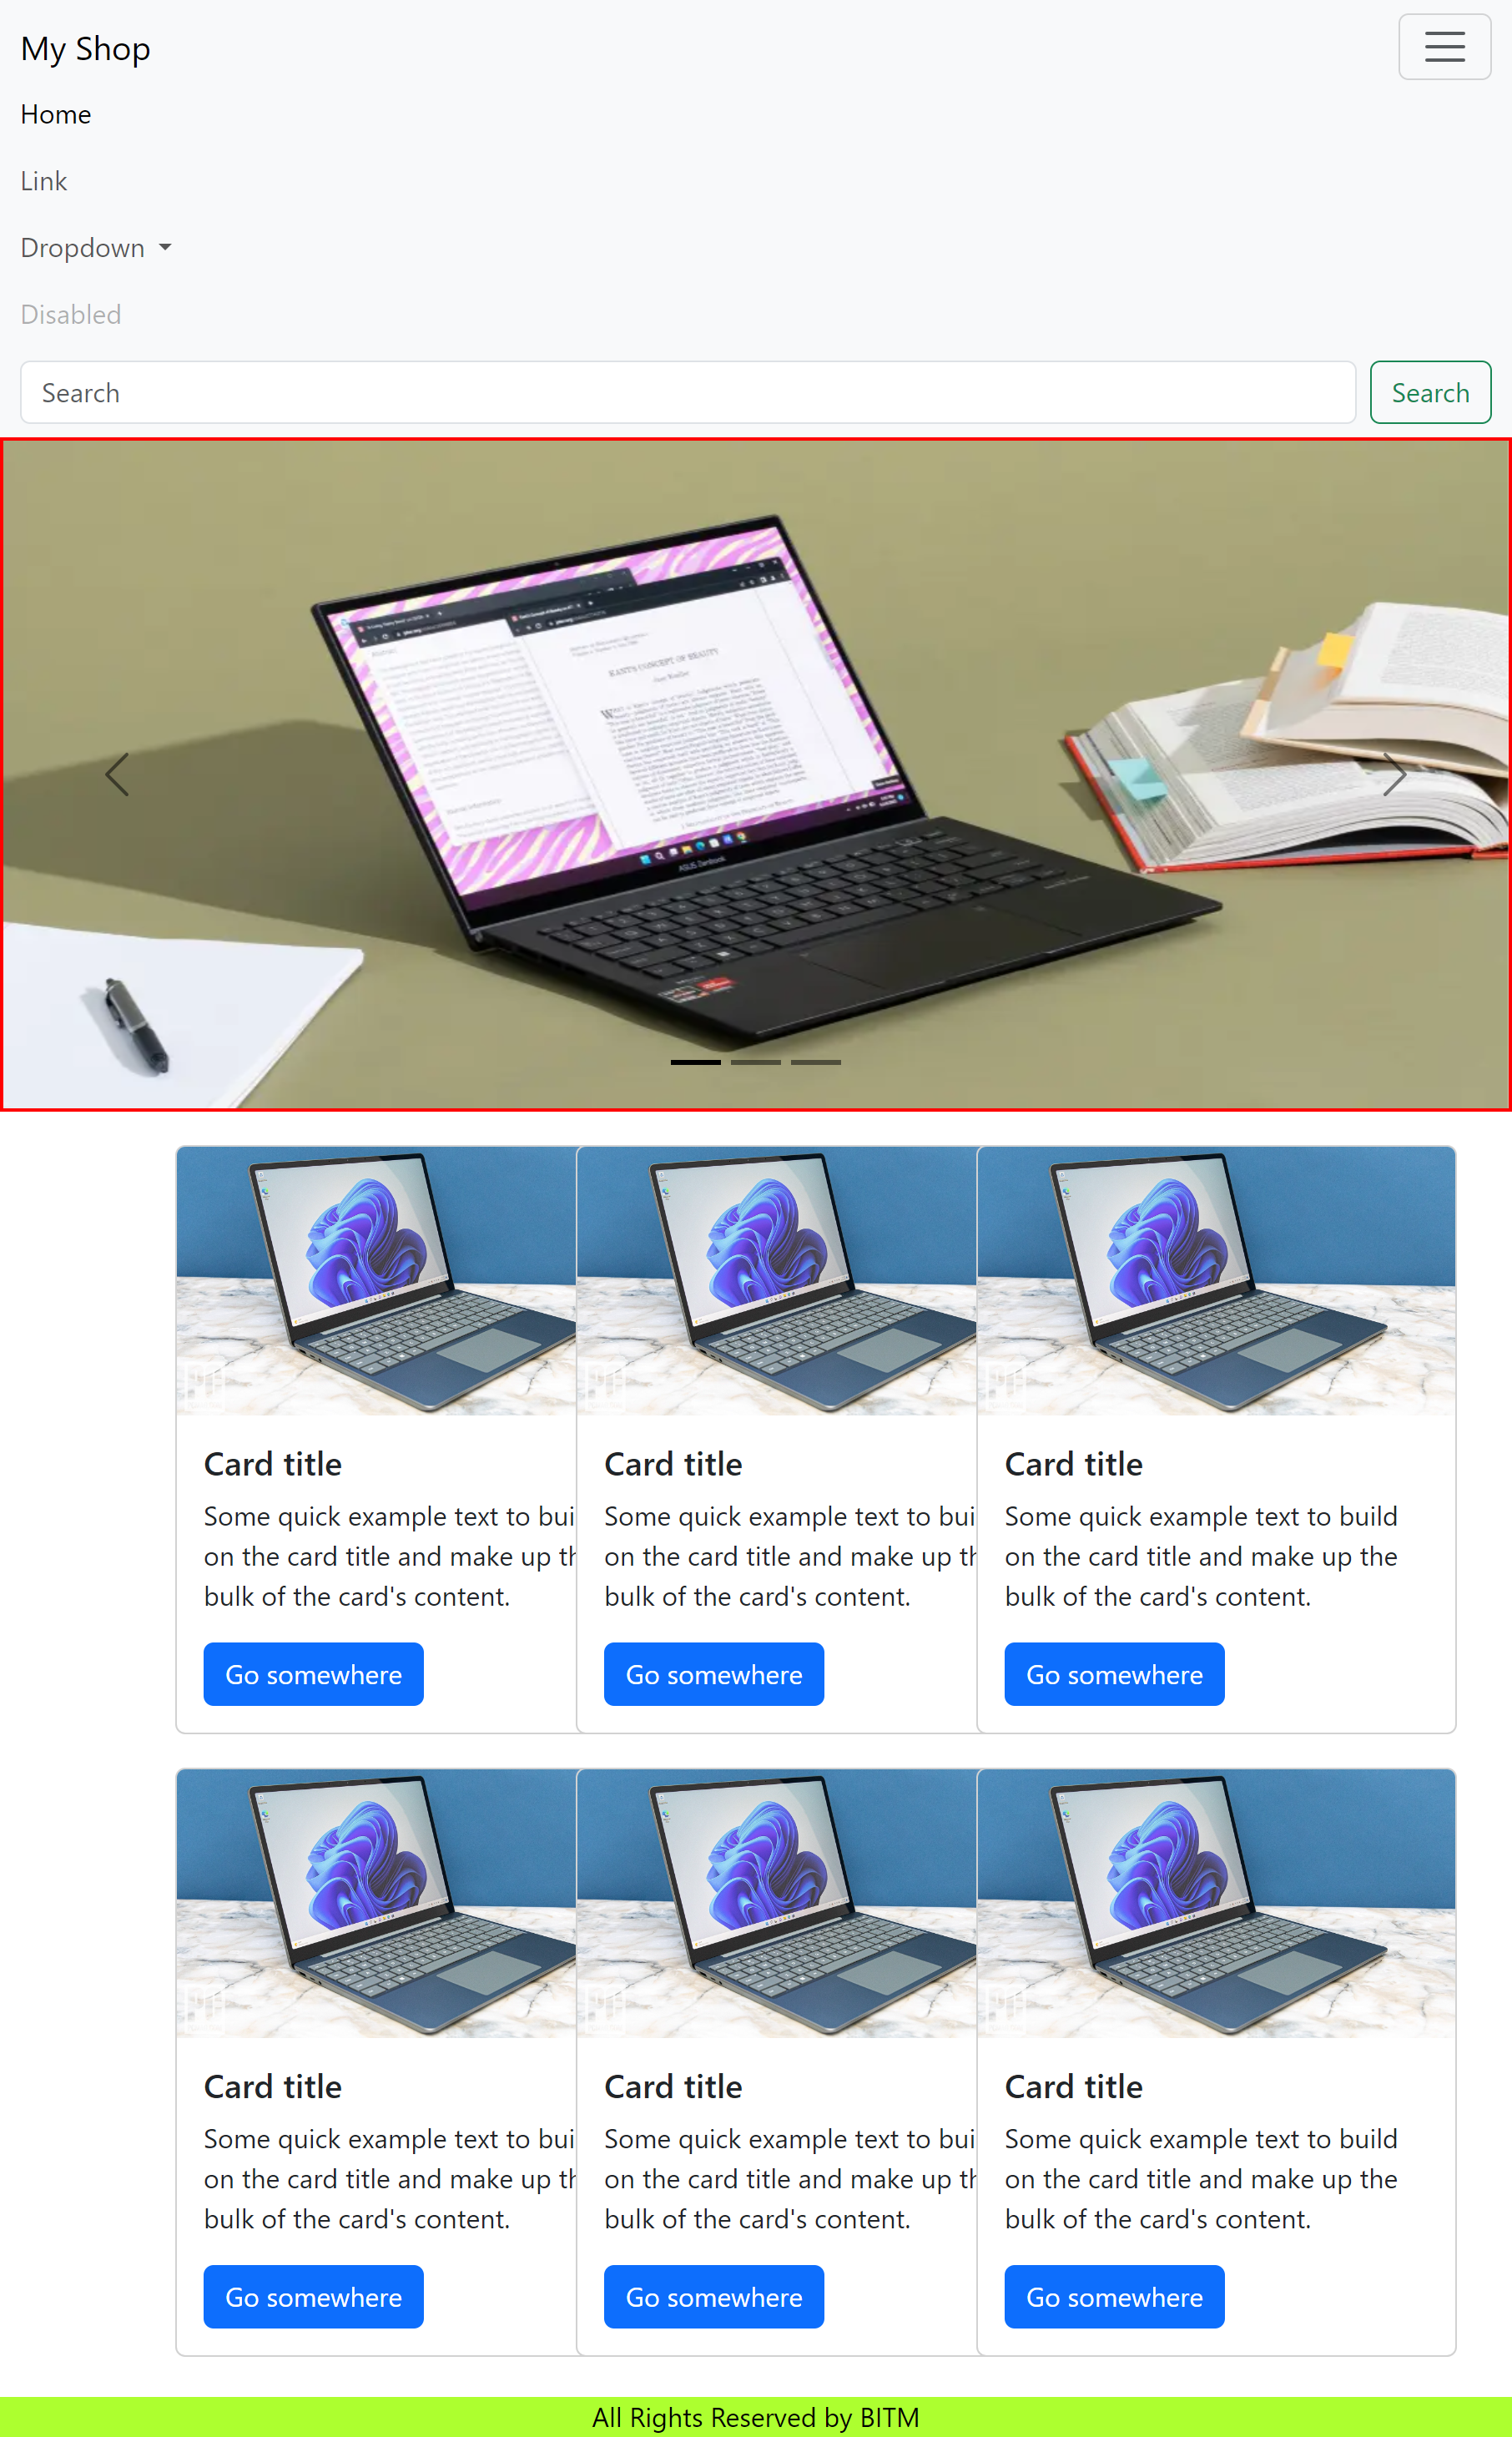 My Shop
Home
Link
Dropdown
Disabled
Search Search
KANT'S CONCEPT OF BEAUTY
ASUS Zenbook
Card title Card title Card title
Some quick example text to bui Some quick example text to bui Some quick example text to build
on the card title and make up th on the card title and make up th on the card title and make up the
bulk of the card's content. bulk of the card's content. bulk of the card's content.
Go somewhere Go somewhere Go somewhere
Card title Card title Card title
Some quick example text to bui Some quick example text to bui Some quick example text to build
on the card title and make up th on the card title and make up th on the card title and make up the
bulk of the card's content. bulk of the card's content. bulk of the card's content.
Go somewhere Go somewhere Go somewhere
All Rights Reserved by BITM